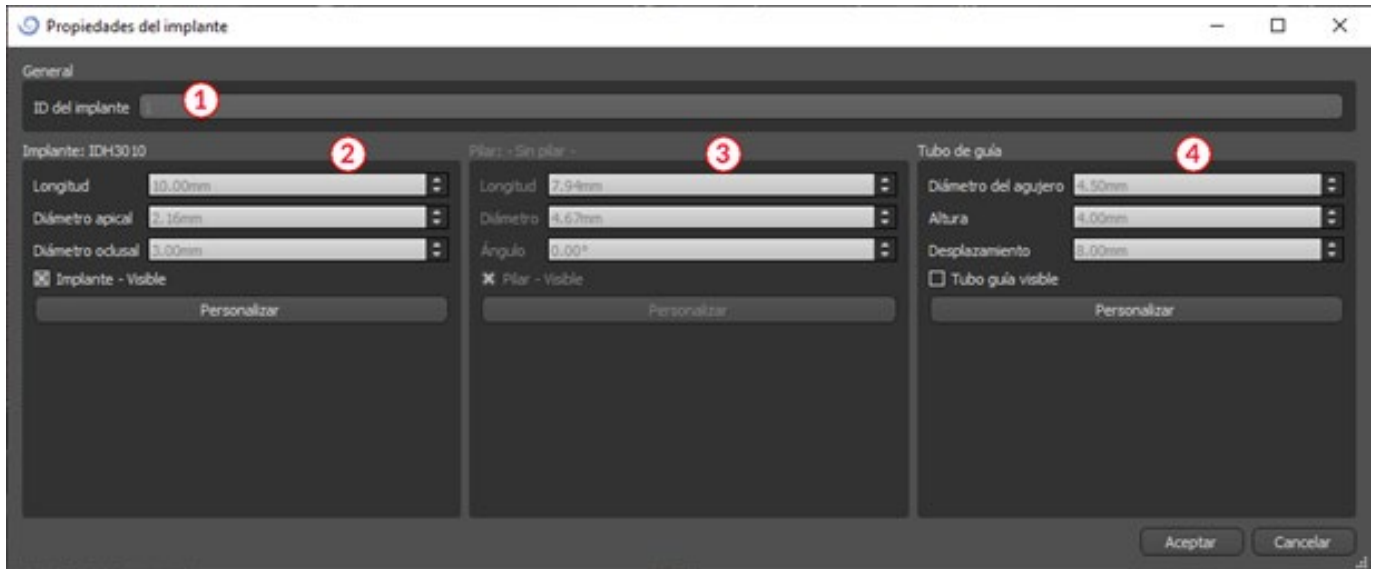 Propiedades del implante
General
ID del implante 1
1
Implante: IDH3010
2
Longitud 10.00mm
Diámetro apical 2.16mm
Diámetro oclusal 3.00mm
Implante - Visible
Personalizar
Pilar: - Sin pilar -
3
Longitud 7.94mm
Diámetro 4.67mm
Ángulo 0.00°
Pilar - Visible
Personalizar
Tubo de guía
4
Diámetro del agujero 4.50mm
Altura 4.00mm
Desplazamiento 8.00mm
Tubo guía visible
Personalizar
Aceptar Cancelar